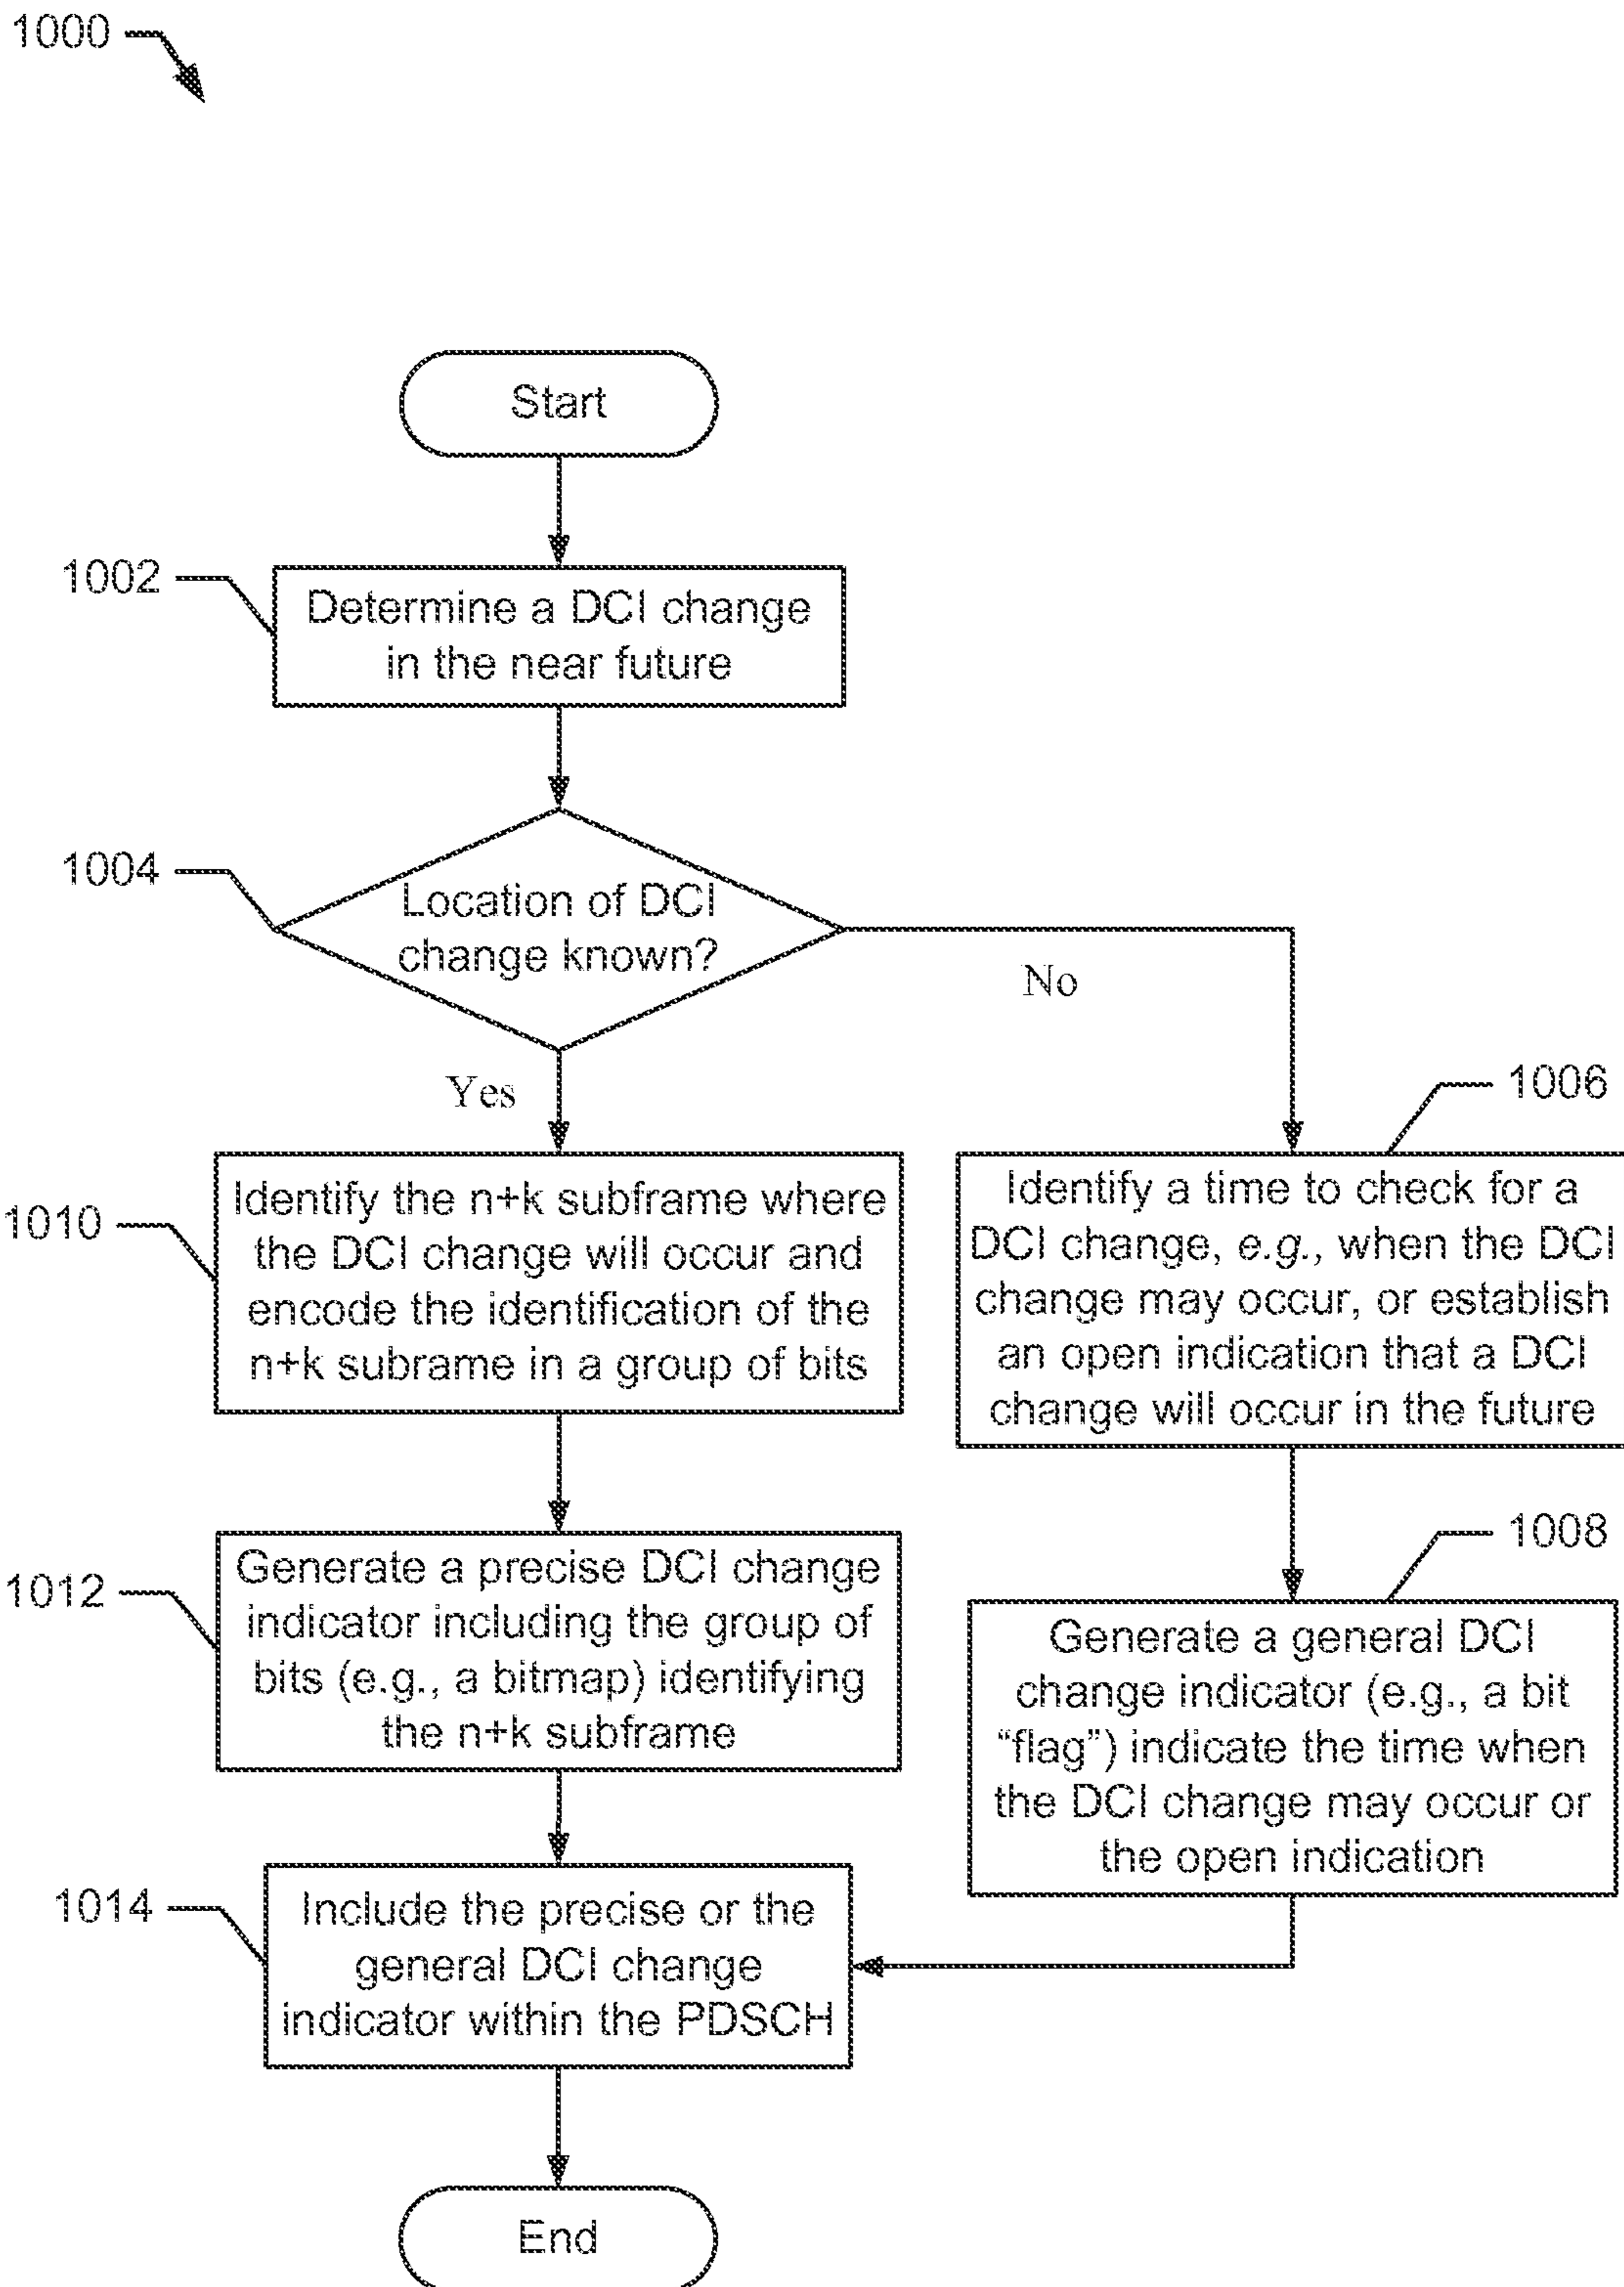 1000
Start
1002
Determine a DCI change
in the near future
1004
Location of DCI
change known?
No
Yes
1006
Identify a time to check for a
DCI change, e.g., when the DCI
change may occur, or establish
an open indication that a DCI
change will occur in the future
1010
Identify the n+k subframe where
the DCI change will occur and
encode the identification of the
n+k subrame in a group of bits
1008
Generate a general DCI
change indicator (e.g., a bit
“flag”) indicate the time when
the DCI change may occur or
the open indication
1012
Generate a precise DCI change
indicator including the group of
bits (e.g., a bitmap) identifying
the n+k subframe
1014
Include the precise or the
general DCI change
indicator within the PDSCH
End